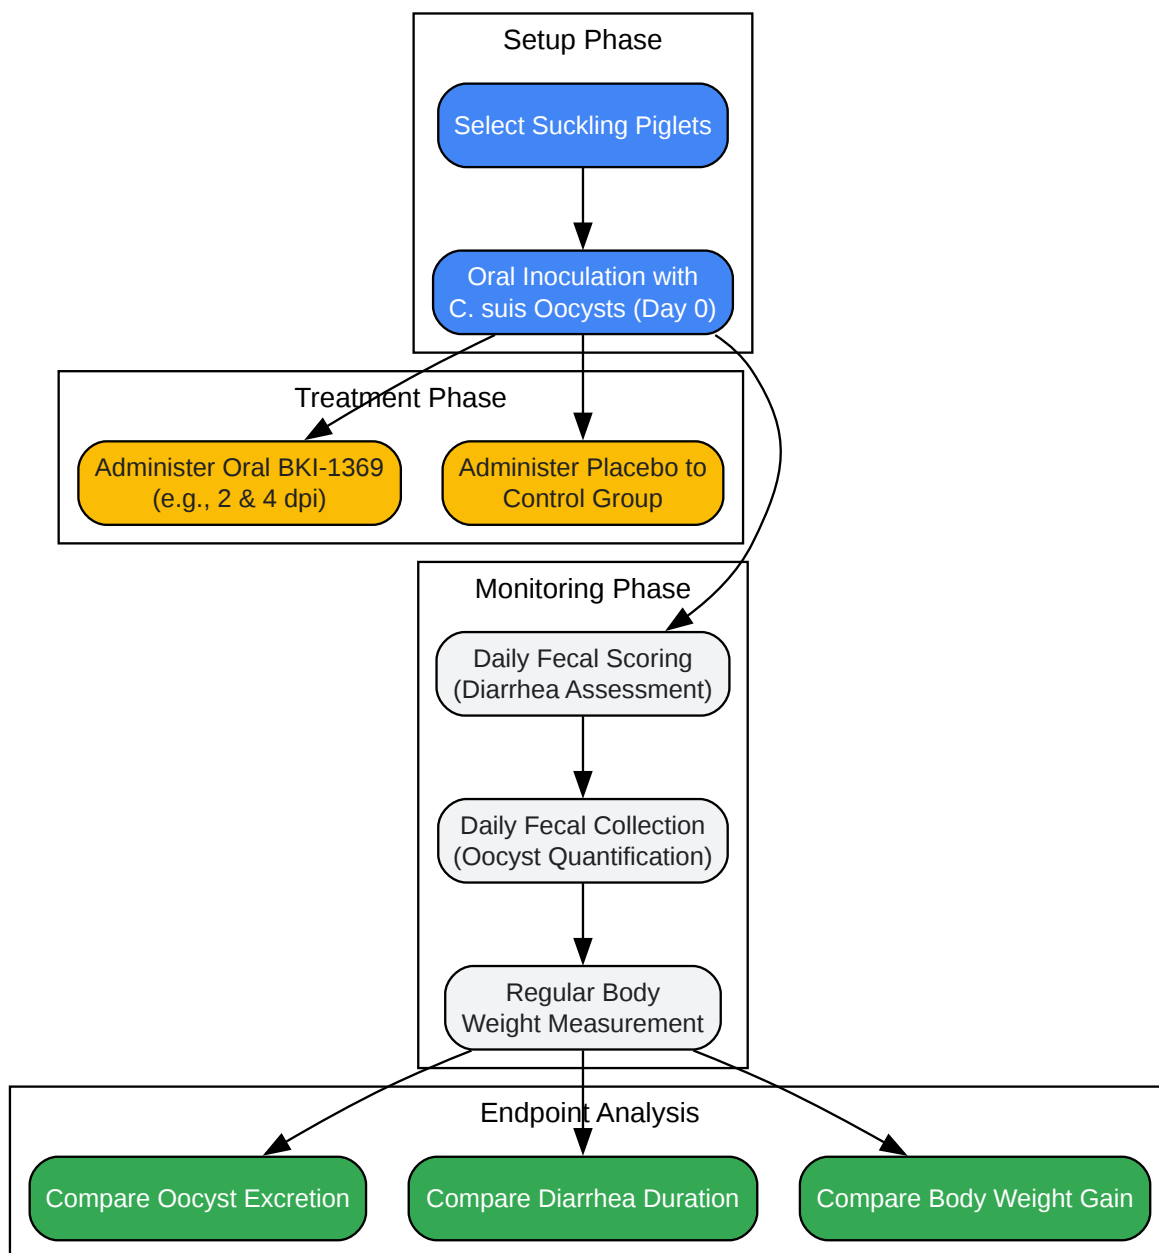 Setup Phase
Select Suckling Piglets
Oral Inoculation with
C. suis Oocysts (Day 0)
Treatment Phase
Administer Oral BKI-1369
(e.g., 2 & 4 dpi)
Administer Placebo to
Control Group
Monitoring Phase
Daily Fecal Scoring
(Diarrhea Assessment)
Daily Fecal Collection
(Oocyst Quantification)
Regular Body
Weight Measurement
Endpoint Analysis
Compare Oocyst Excretion
Compare Diarrhea Duration
Compare Body Weight Gain